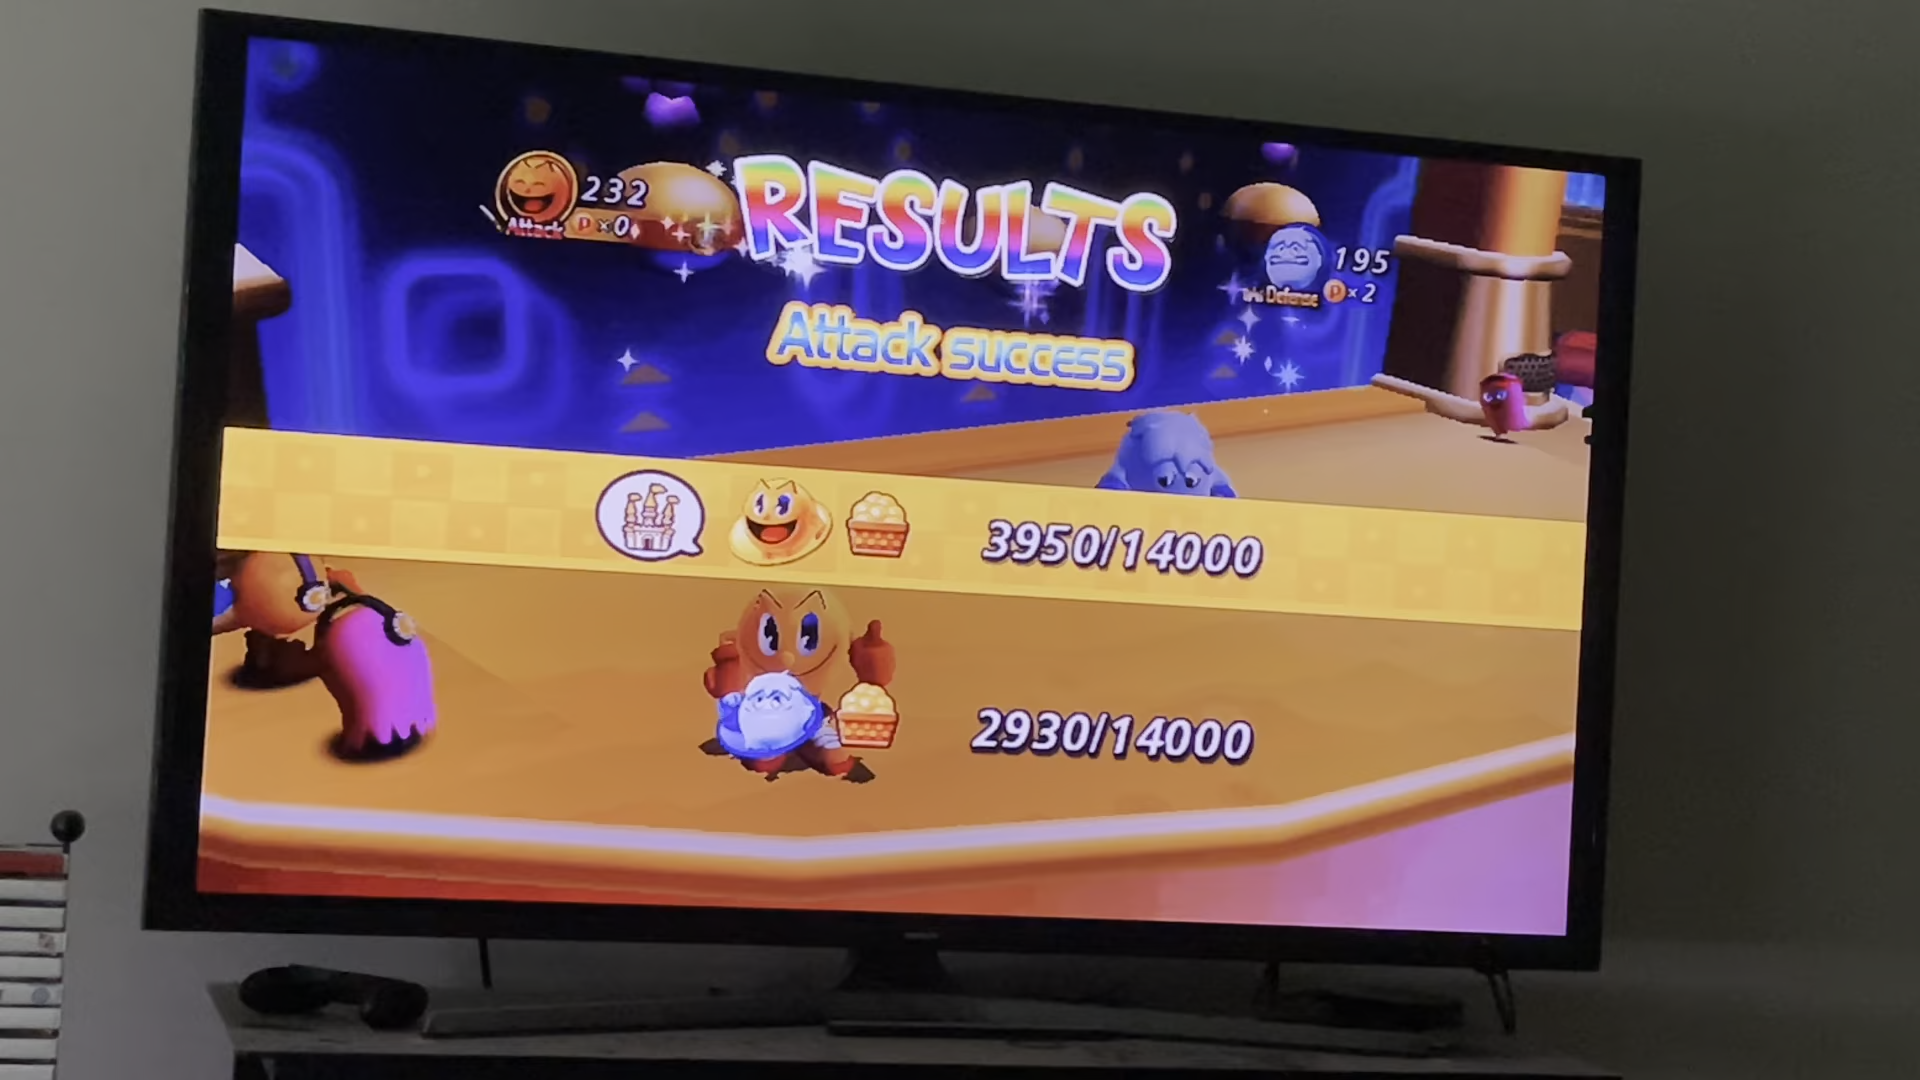 RESULTS
232
Attack P×0
195
Defense P×2
Attack success
3950/14000
2930/14000